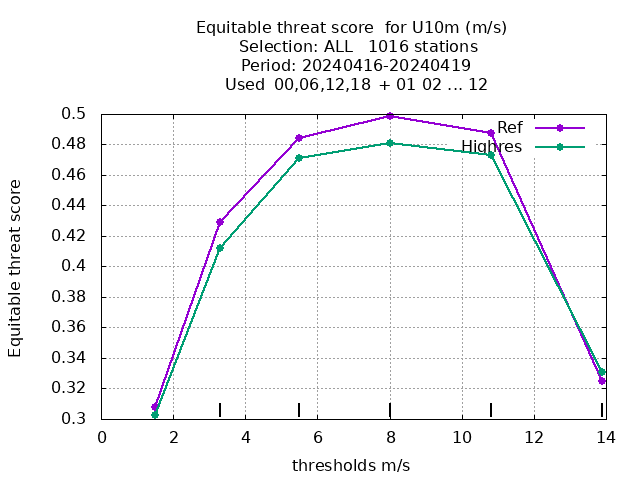 Equitable threat score  for U10m (m/s)
Selection: ALL   1016 stations
Period: 20240416-20240419
Used  00,06,12,18  + 01 02 ... 12
Ref
Highres
0.5
0.48
0.46
0.44
0.42
0.4
0.38
0.36
0.34
0.32
0.3
Equitable threat score
0 2 4 6 8 10 12 14
thresholds m/s